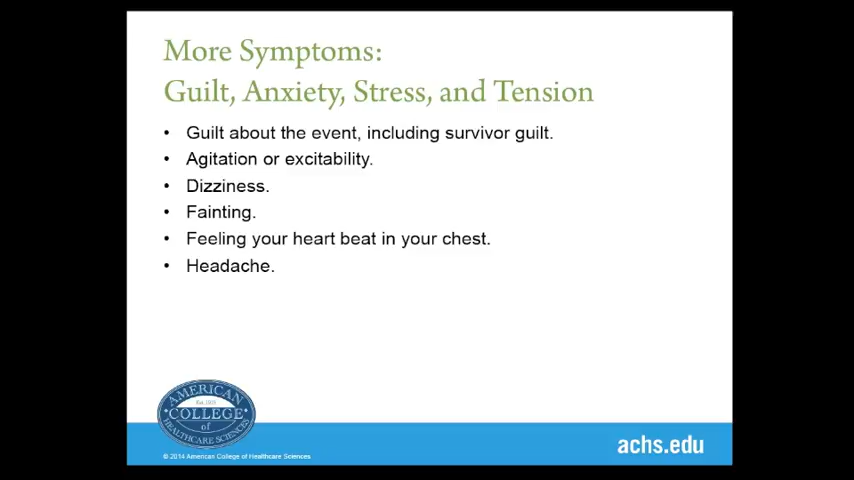 More Symptoms:
Guilt, Anxiety, Stress, and Tension
• Guilt about the event, including survivor guilt.
• Agitation or excitability.
• Dizziness.
• Fainting.
• Feeling your heart beat in your chest.
• Headache.
AMERICAN
COLLEGE
of
HEALTHCARE SCIENCES
achs.edu
© 2014 American College of Healthcare Sciences